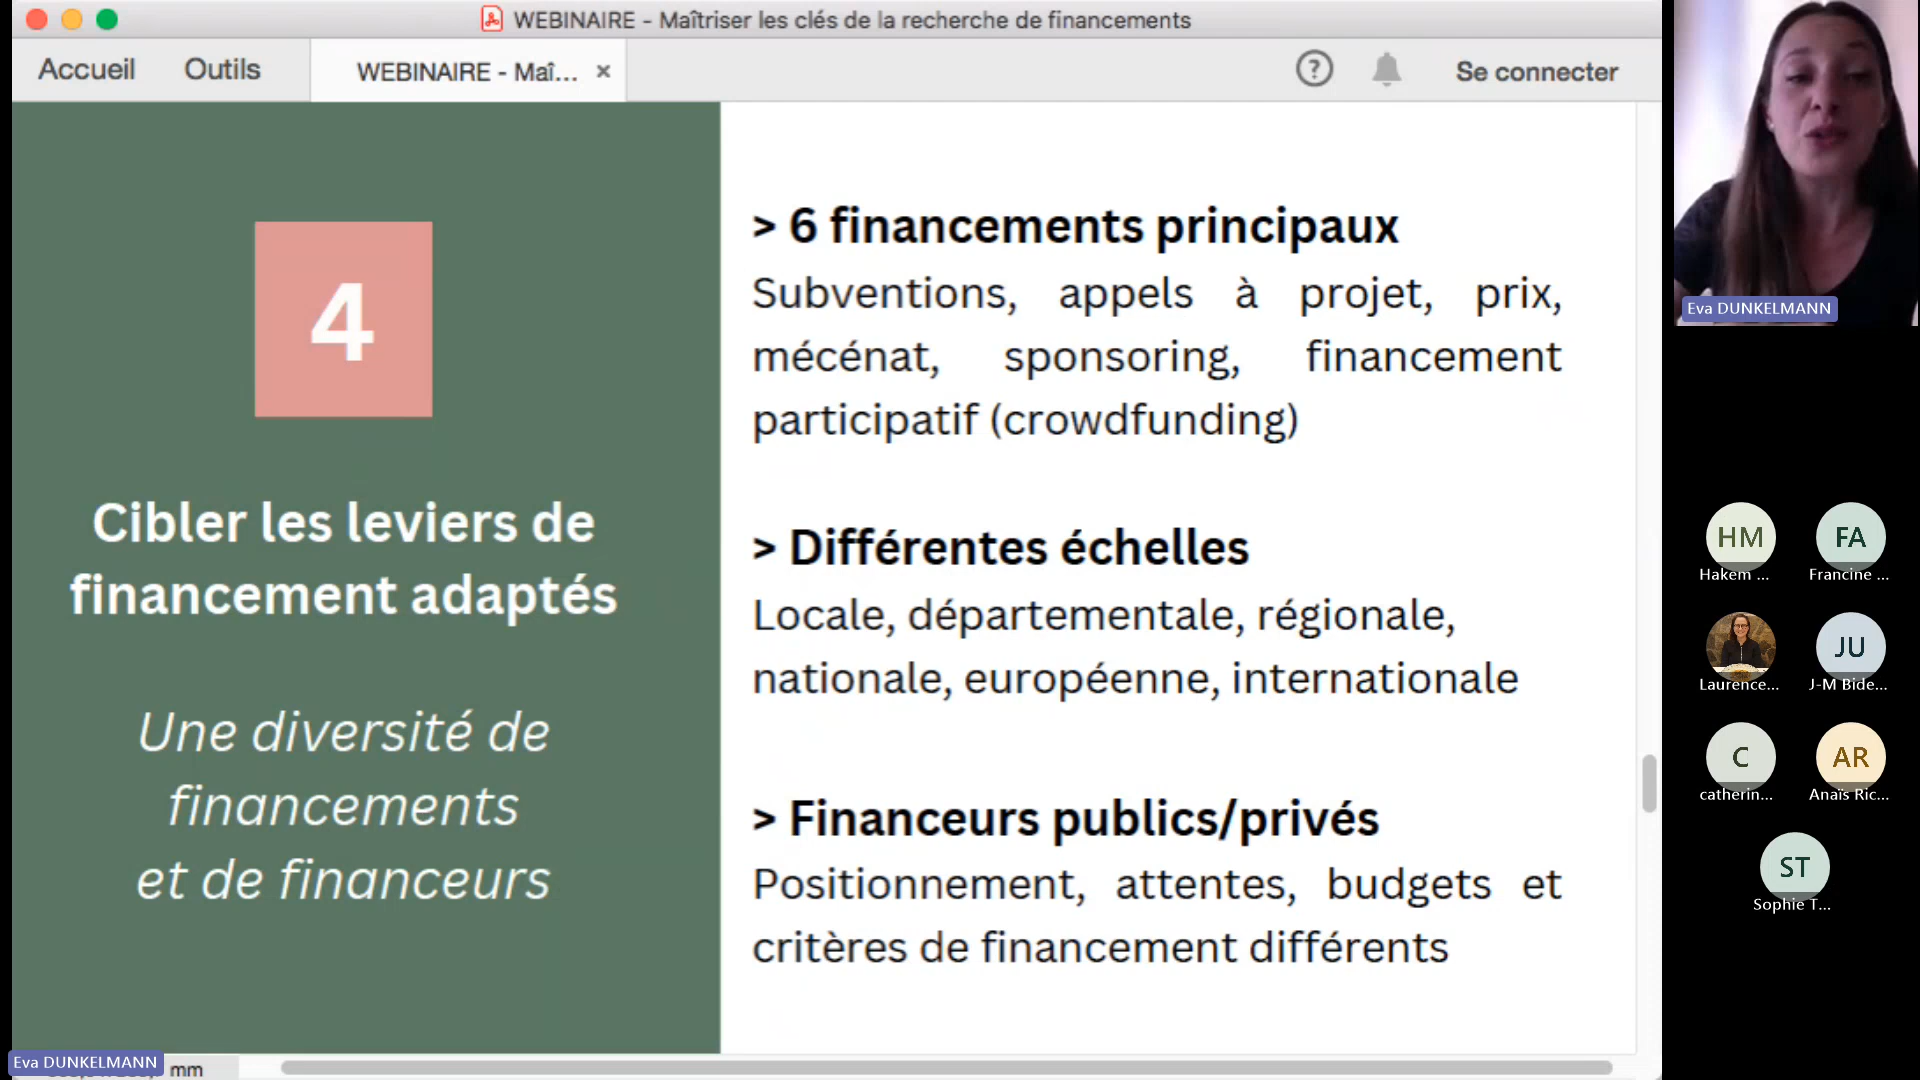 WEBINAIRE - Maîtriser les clés de la recherche de financements
Accueil
Outils
WEBINAIRE - Maî... ×
?
Se connecter
4
Cibler les leviers de
financement adaptés
Une diversité de
financements
et de financeurs
> 6 financements principaux
Subventions, appels à projet, prix,
mécénat, sponsoring, financement
participatif (crowdfunding)
> Différentes échelles
Locale, départementale, régionale,
nationale, européenne, internationale
> Financeurs publics/privés
Positionnement, attentes, budgets et
critères de financement différents
Eva DUNKELMANN
mm
Eva DUNKELMANN
HM
Hakem ...
FA
Francine ...
Laurence...
JU
J-M Bide...
C
catherin...
AR
Anaïs Ric...
ST
Sophie T...